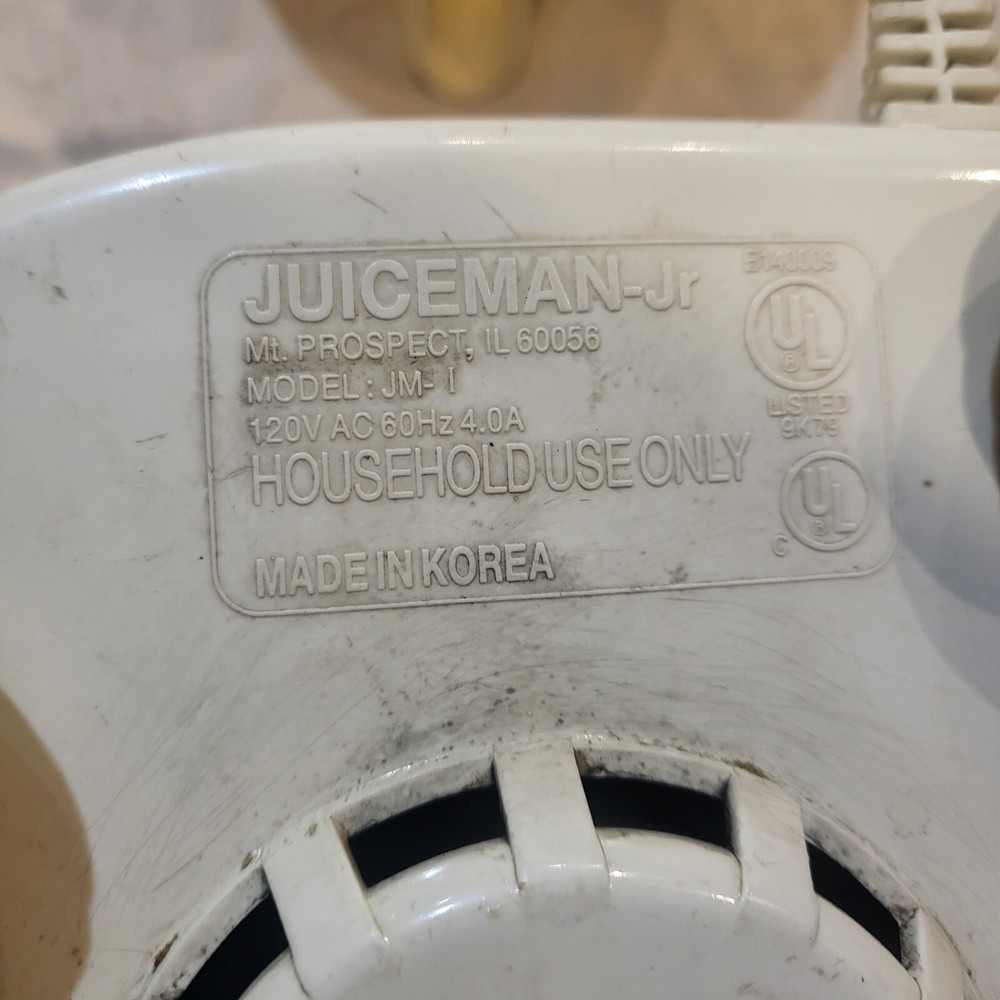 JUICEMAN-Jr
Mt. PROSPECT, IL 60056
MODEL : JM- I
120V AC 60Hz 4.0A
HOUSEHOLD USE ONLY
MADE IN KOREA
E140009
UL
®
LISTED
9K79
UL
®
C